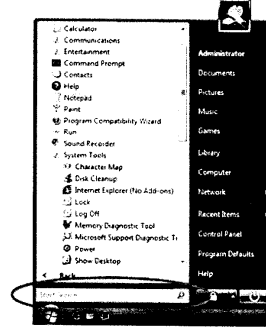 Calculator
Communications
Entertainment
Command Prompt
Contacts
Help
Notepad
Paint
Program Compatibility Wizard
Run
Sound Recorder
System Tools
Character Map
Disk Cleanup
Internet Explorer (No Add-ons)
Lock
Log Off
Memory Diagnostic Tool
Microsoft Support Diagnostic T
Power
Show Desktop
Back
Start Search
Administrator
Documents
Pictures
Music
Games
Library
Computer
Network
Recent Items
Control Panel
Program Defaults
Help